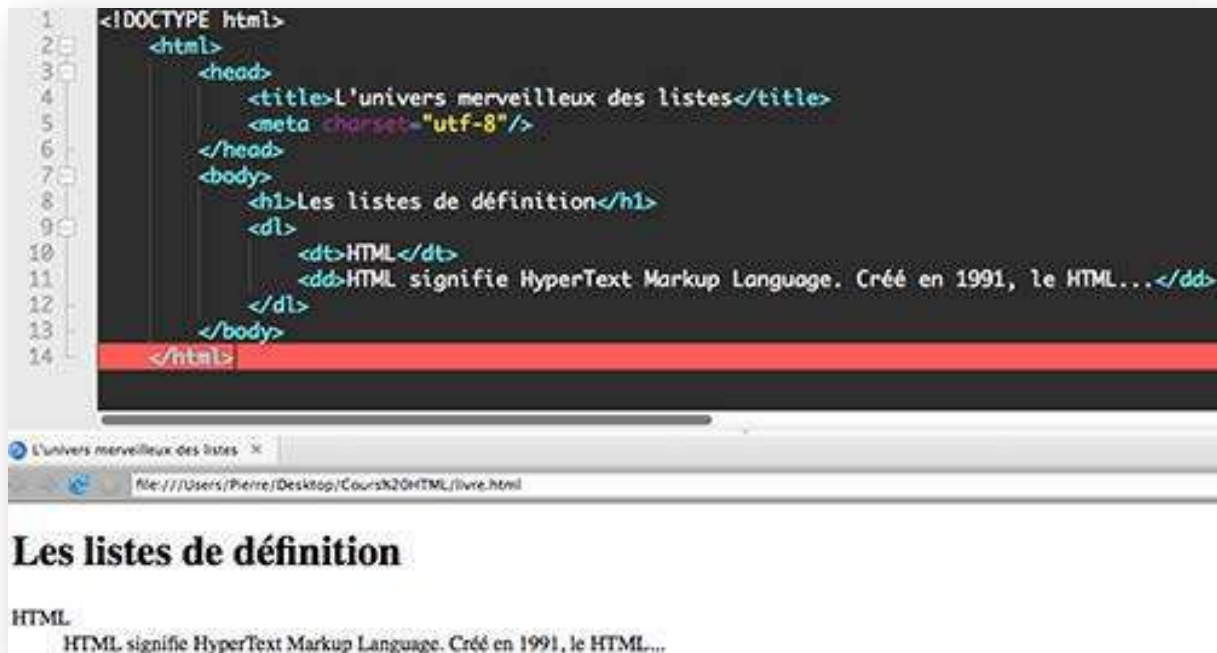 1 <!DOCTYPE html>
2 <html>
3 <head>
4 <title>L'univers merveilleux des listes</title>
5 <meta charset="utf-8"/>
6 </head>
7 <body>
8 <h1>Les listes de définition</h1>
9 <dl>
10 <dt>HTML</dt>
11 <dd>HTML signifie HyperText Markup Language. Créé en 1991, le HTML...</dd>
12 </dl>
13 </body>
14 </html>
L'univers merveilleux des listes ×
file:///Users/Pierre/Desktop/Cours%20HTML/livre.html
Les listes de définition
HTML
HTML signifie HyperText Markup Language. Créé en 1991, le HTML...